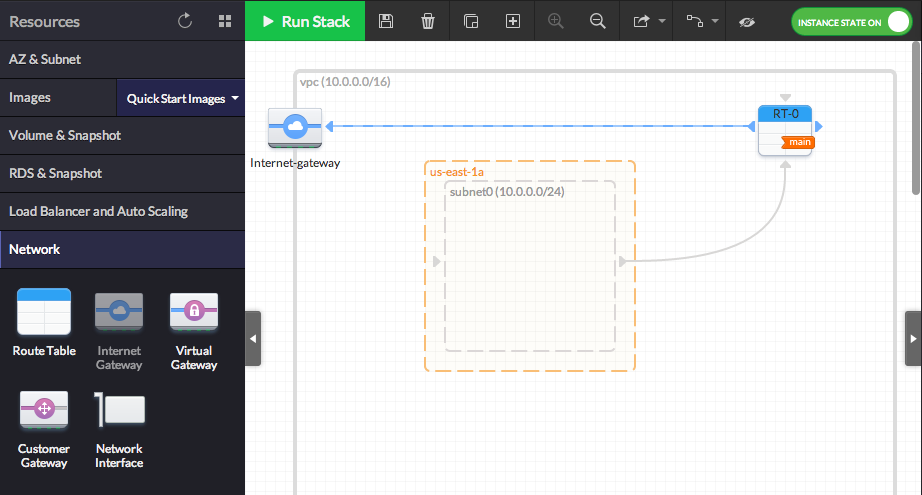 Resources
Run Stack
INSTANCE STATE ON
AZ & Subnet
Images
Quick Start Images
Volume & Snapshot
RDS & Snapshot
Load Balancer and Auto Scaling
Network
Route Table
Internet
Gateway
Virtual
Gateway
Customer
Gateway
Network
Interface
vpc (10.0.0.0/16)
Internet-gateway
RT-0
main
us-east-1a
subnet0 (10.0.0.0/24)